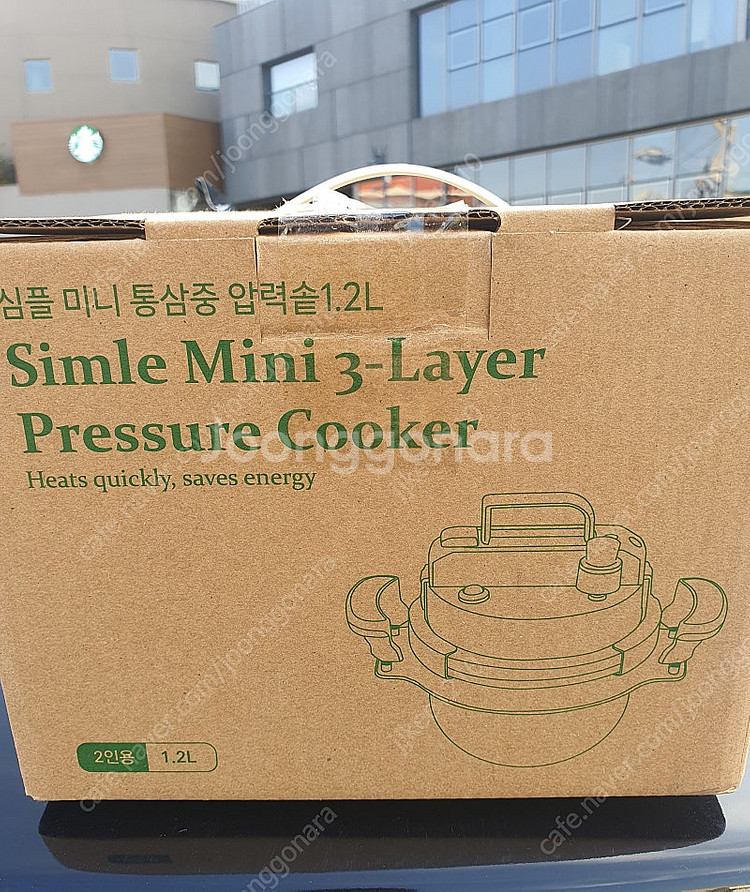 심플 미니 통삼중 압력솥1.2L
Simle Mini 3-Layer
Pressure Cooker
Joonggonara
Heats quickly, saves energy
2인용 1.2L